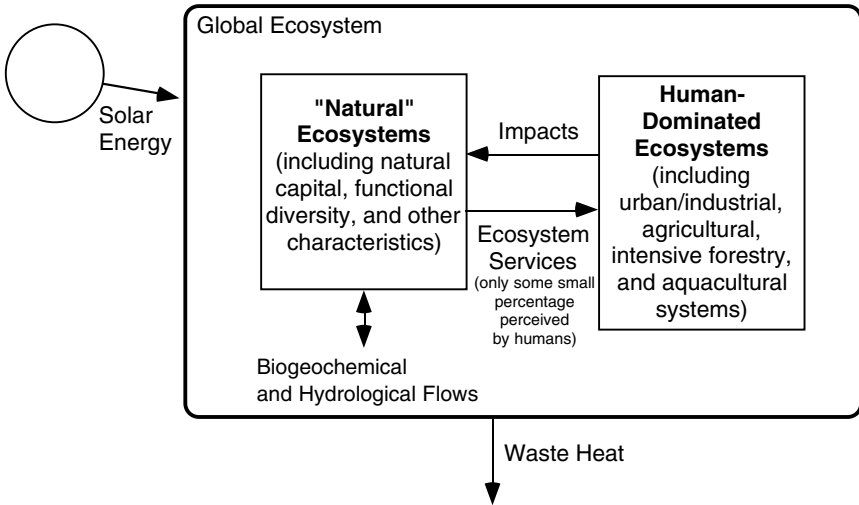 Global Ecosystem
Solar
Energy
"Natural"
Ecosystems
(including natural
capital, functional
diversity, and other
characteristics)
Impacts
Ecosystem
Services
(only some small
percentage
perceived
by humans)
Human-
Dominated
Ecosystems
(including
urban/industrial,
agricultural,
intensive forestry,
and aquacultural
systems)
Biogeochemical
and Hydrological Flows
Waste Heat